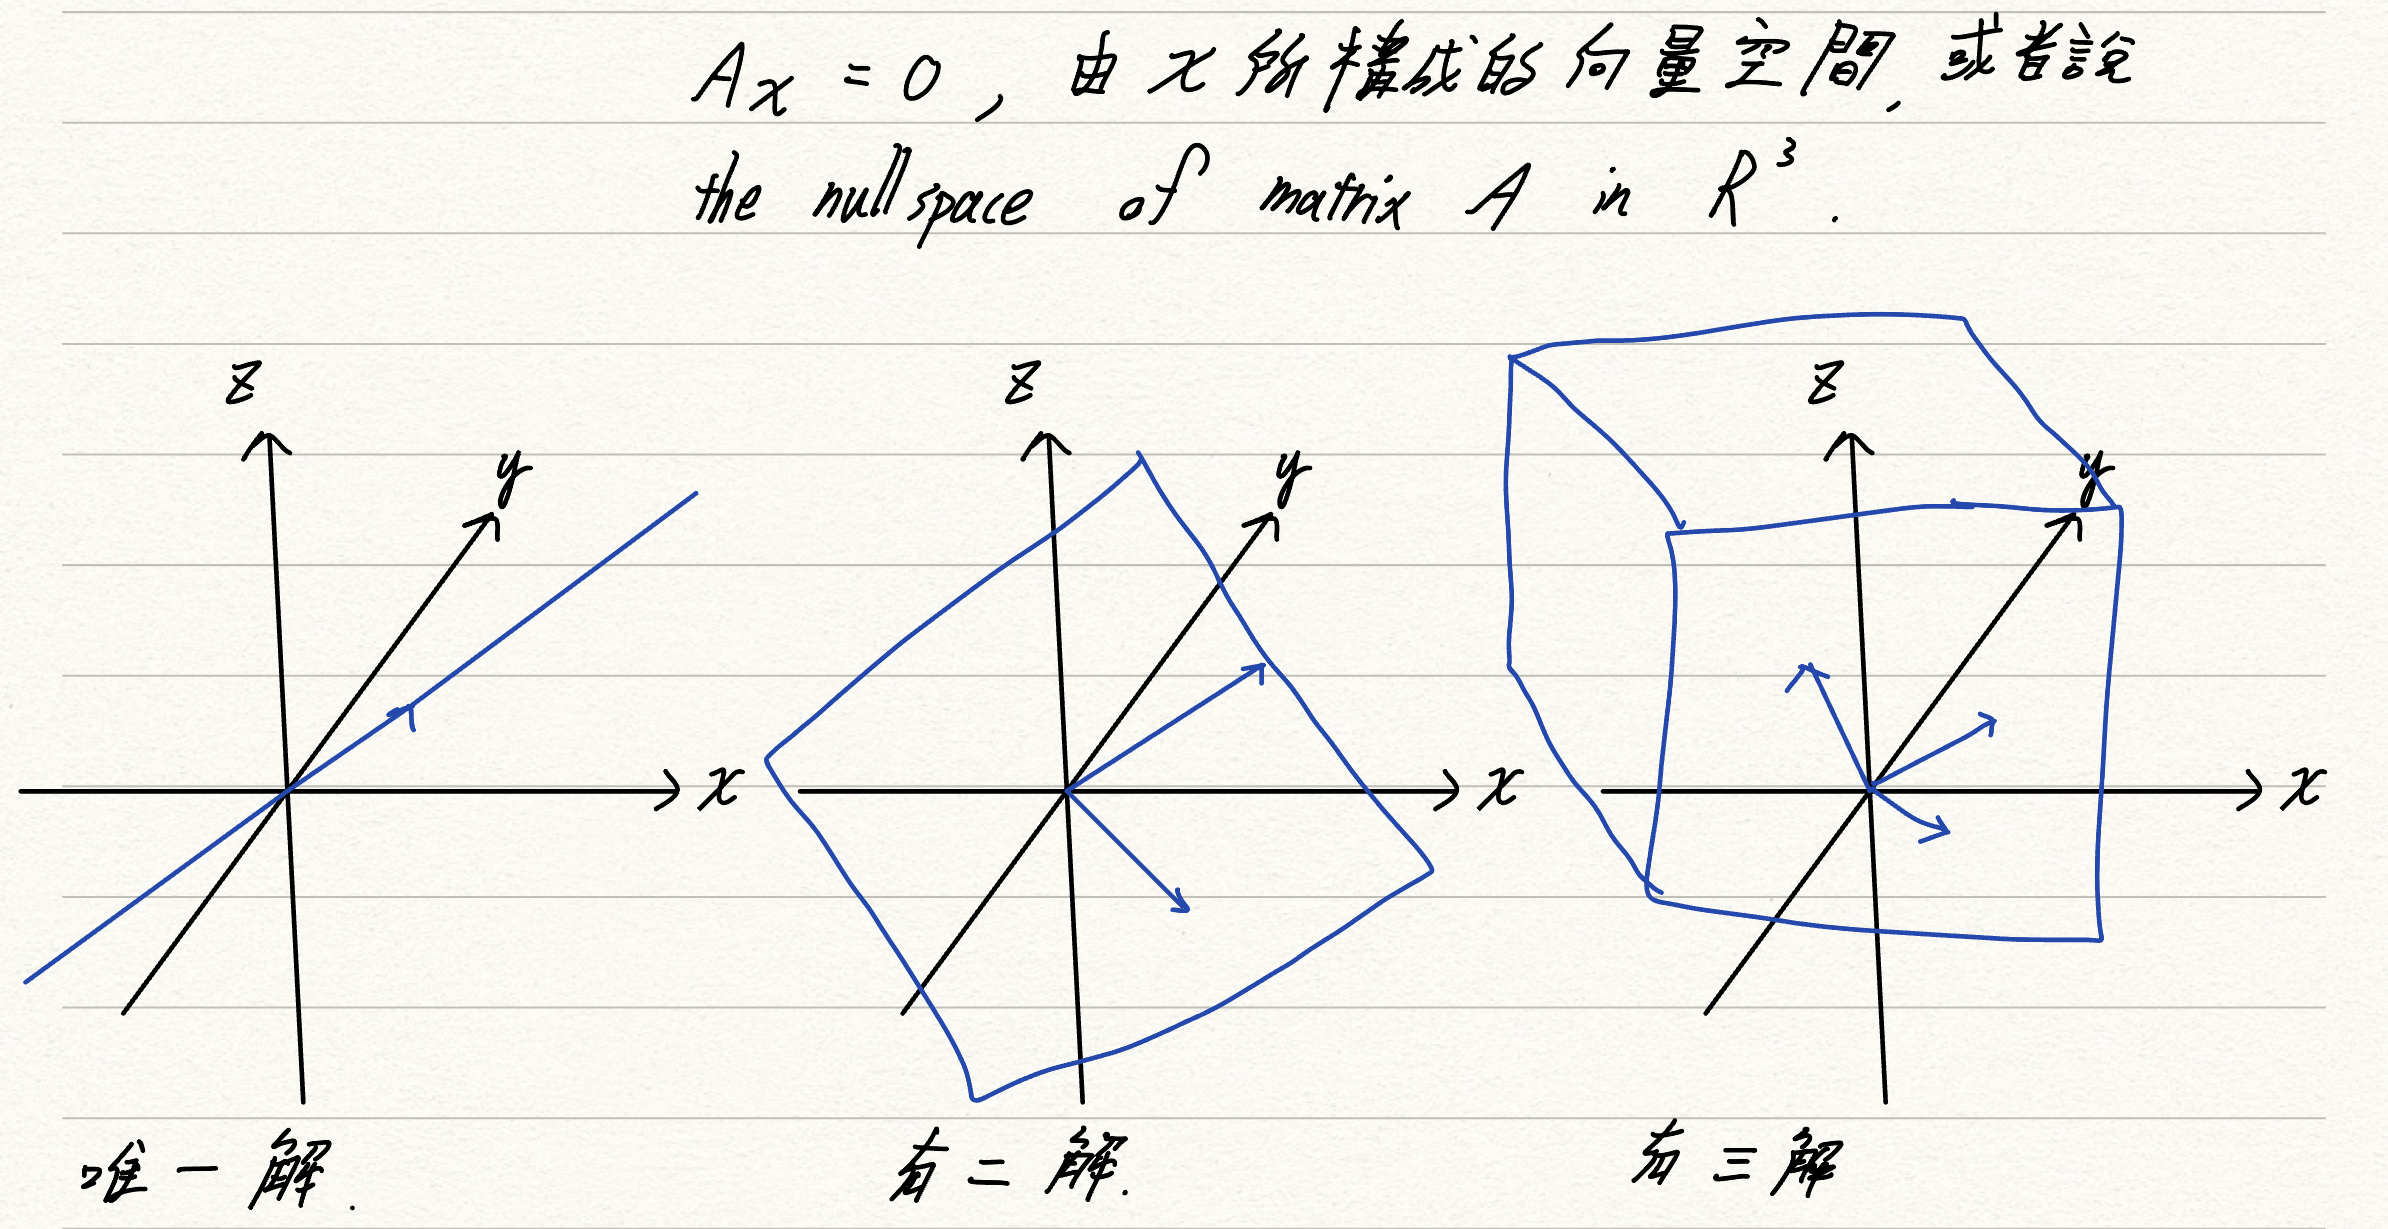 Ax = 0, 由 x 所構成的向量空間, 或者說
the nullspace of matrix A in R³.
z
y
x
z
y
x
z
y
x
唯一解.
有二解.
有三解